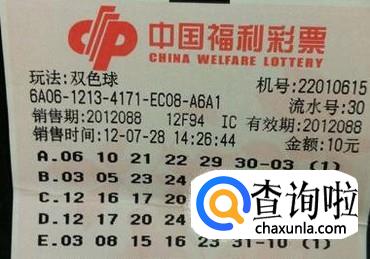 中国福利彩票
CHINA WELFARE LOTTERY
玩法:双色球 机号:22010615
6A06-1213-4171-EC08-A6A1 流水号:30
销售期:2012088 12F94 IC 有效期:2012088
销售时间:12-07-28 14:26:44 金额:10元
A.06 10 21 22 29 30-03 (1)
B.03 05 23 24
C.12 16 17 20
D.12 17 20 24
E.03 08 15 16 23 31-10 (1)
查询啦
chaxunla.com